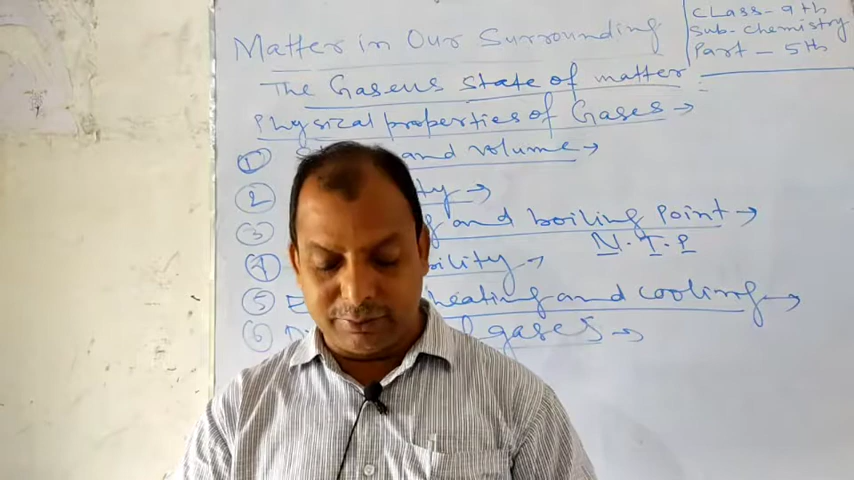 Matter in Our Surrounding
CLASS - 9th
Sub - Chemistry
Part - 5th
The Gaseus state of matter
Physical properties of Gases →
① and volume →
② →
③ and boiling Point →
N.T.P
④ →
⑤ heating and cooling →
⑥ gases →